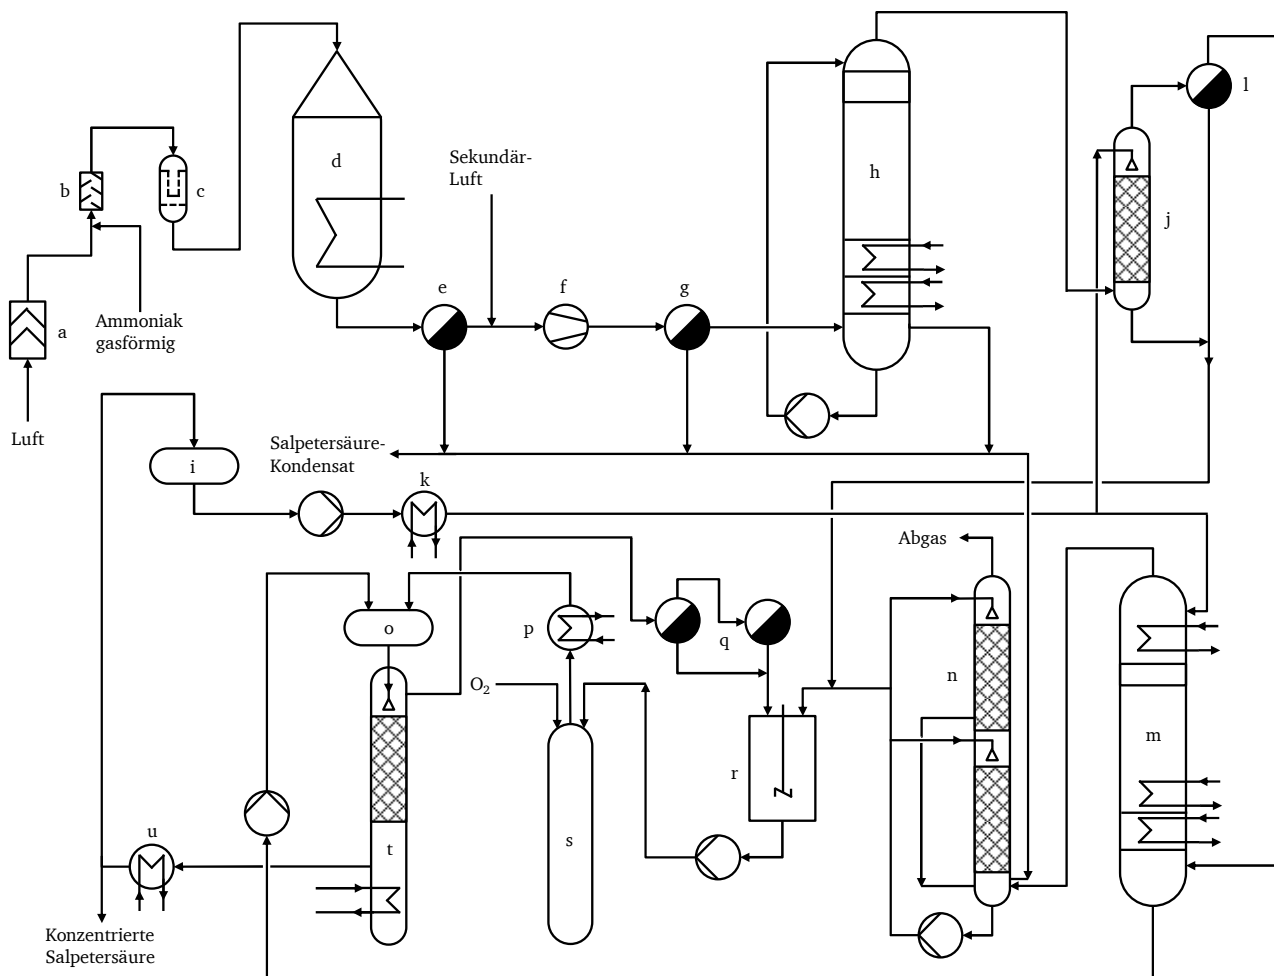 l
d
h
Sekundär-
Luft
b
c
j
e
f
g
a
Ammoniak
gasförmig
Luft
Salpetersäure-
Kondensat
i
k
Abgas
o
p
q
n
O₂
m
r
u
t
s
Konzentrierte
Salpetersäure